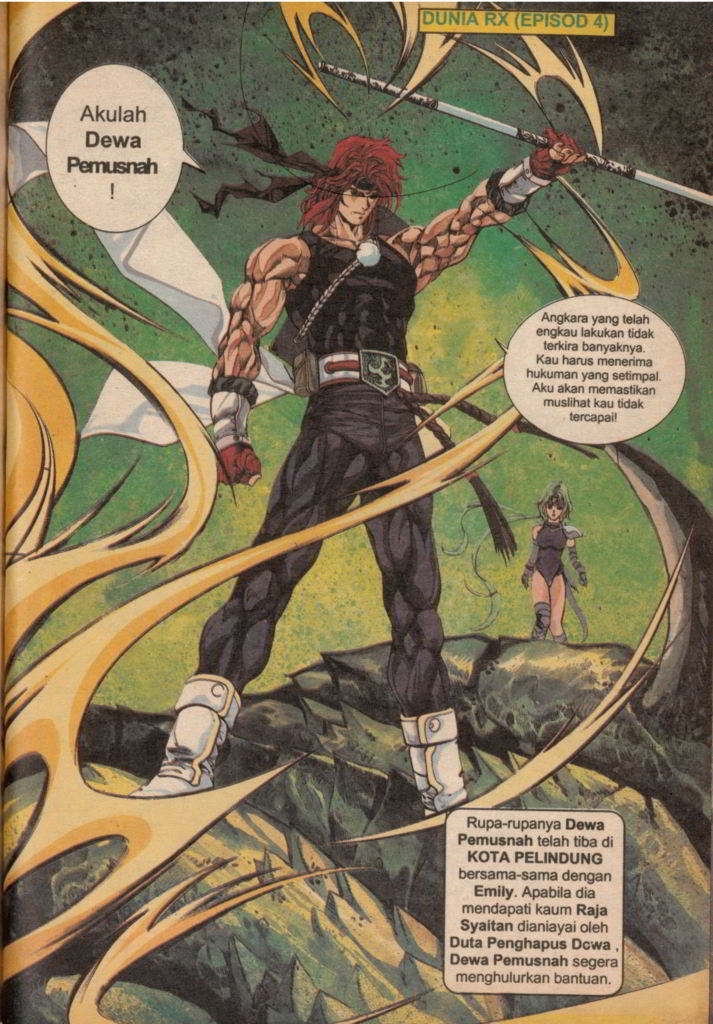 DUNIA RX (EPISOD 4)
Akulah
Dewa
Pemusnah
!
Angkara yang telah
engkau lakukan tidak
terkira banyaknya.
Kau harus menerima
hukuman yang setimpal.
Aku akan memastikan
muslihat kau tidak
tercapai!
Rupa-rupanya Dewa
Pemusnah telah tiba di
KOTA PELINDUNG
bersama-sama dengan
Emily. Apabila dia
mendapati kaum Raja
Syaitan dianiayai oleh
Duta Penghapus Dewa ,
Dewa Pemusnah segera
menghulurkan bantuan.